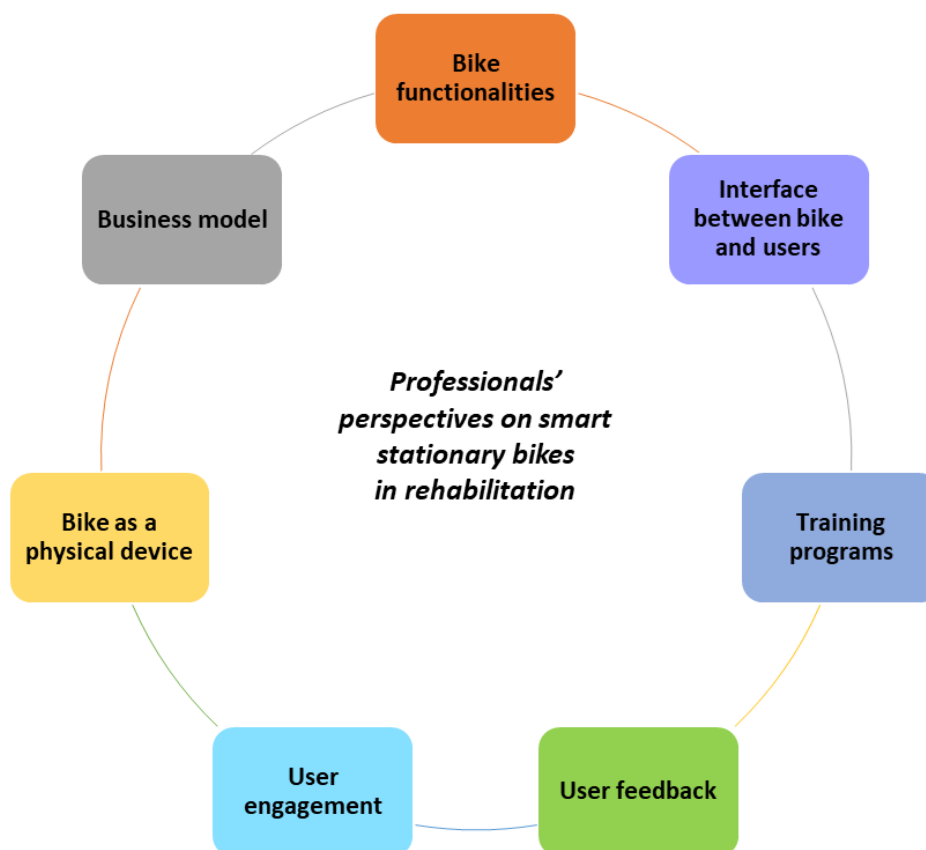 Bike
functionalities
Interface
between bike
and users
Training
programs
User feedback
User
engagement
Bike as a
physical device
Business model
Professionals’
perspectives on smart
stationary bikes
in rehabilitation